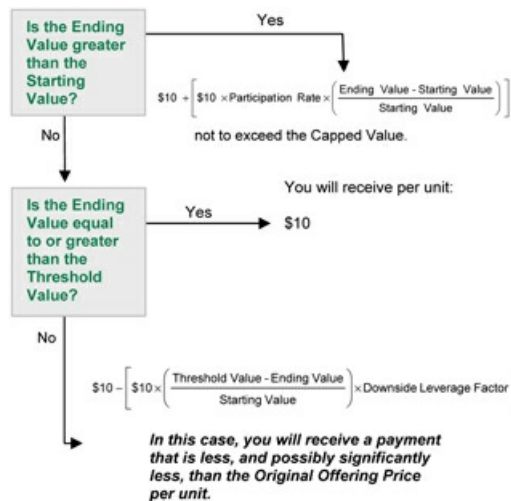 Is the Ending
Value greater
than the
Starting
Value?
Yes
$10 + [ $10 × Participation Rate × ( Ending Value - Starting Value / Starting Value ) ]
not to exceed the Capped Value.
No
You will receive per unit:
Is the Ending
Value equal
to or greater
than the
Threshold
Value?
Yes
$10
No
$10 − [ $10 × ( Threshold Value - Ending Value / Starting Value ) × Downside Leverage Factor
In this case, you will receive a payment
that is less, and possibly significantly
less, than the Original Offering Price
per unit.